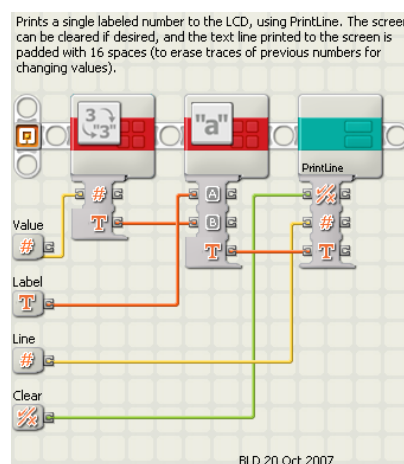 Prints a single labeled number to the LCD, using PrintLine. The screen
can be cleared if desired, and the text line printed to the screen is
padded with 16 spaces (to erase traces of previous numbers for
changing values).
3
"3"
"a"
PrintLine
# A
T B #
T T
Value
#
Label
T
Line
#
Clear
BLD 20 Oct 2007